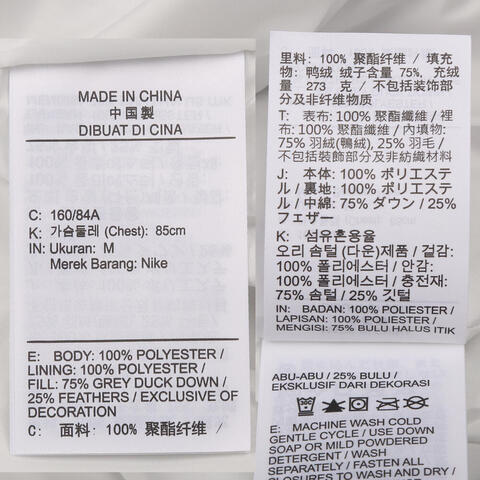 MADE IN CHINA
中国製
DIBUAT DI CINA
C: 160/84A
K: 가슴둘레 (Chest): 85cm
IN: Ukuran: M
Merek Barang: Nike
E: BODY: 100% POLYESTER /
LINING: 100% POLYESTER /
FILL: 75% GREY DUCK DOWN /
25% FEATHERS / EXCLUSIVE OF
DECORATION
C: 面料: 100% 聚酯纤维 /
里料: 100% 聚酯纤维 / 填充
物: 鸭绒 绒子含量 75%, 充绒
量 273 克 / 不包括装饰部
分及非纤维物质
T: 表布: 100% 聚酯纖維 / 裡
布: 100% 聚酯纖維 / 內填物:
75% 羽絨(鴨絨), 25% 羽毛 /
不包括裝飾部分及非紡織材料
J: 本体: 100% ポリエステ
ル / 裏地: 100% ポリエステ
ル / 中綿: 75% ダウン / 25%
フェザー
K: 섬유혼용율
오리 솜털 (다운)제품 / 겉감:
100% 폴리에스터 / 안감:
100% 폴리에스터 / 충전재:
75% 솜털 / 25% 깃털
IN: BADAN: 100% POLIESTER /
LAPISAN: 100% POLIESTER /
MENGISI: 75% BULU HALUS ITIK
ABU-ABU / 25% BULU /
EKSKLUSIF DARI DEKORASI
E: MACHINE WASH COLD
GENTLE CYCLE / USE DOWN
SOAP OR MILD POWDERED
DETERGENT / WASH
SEPARATELY / FASTEN ALL
CLOSURES TO WASH AND DRY /